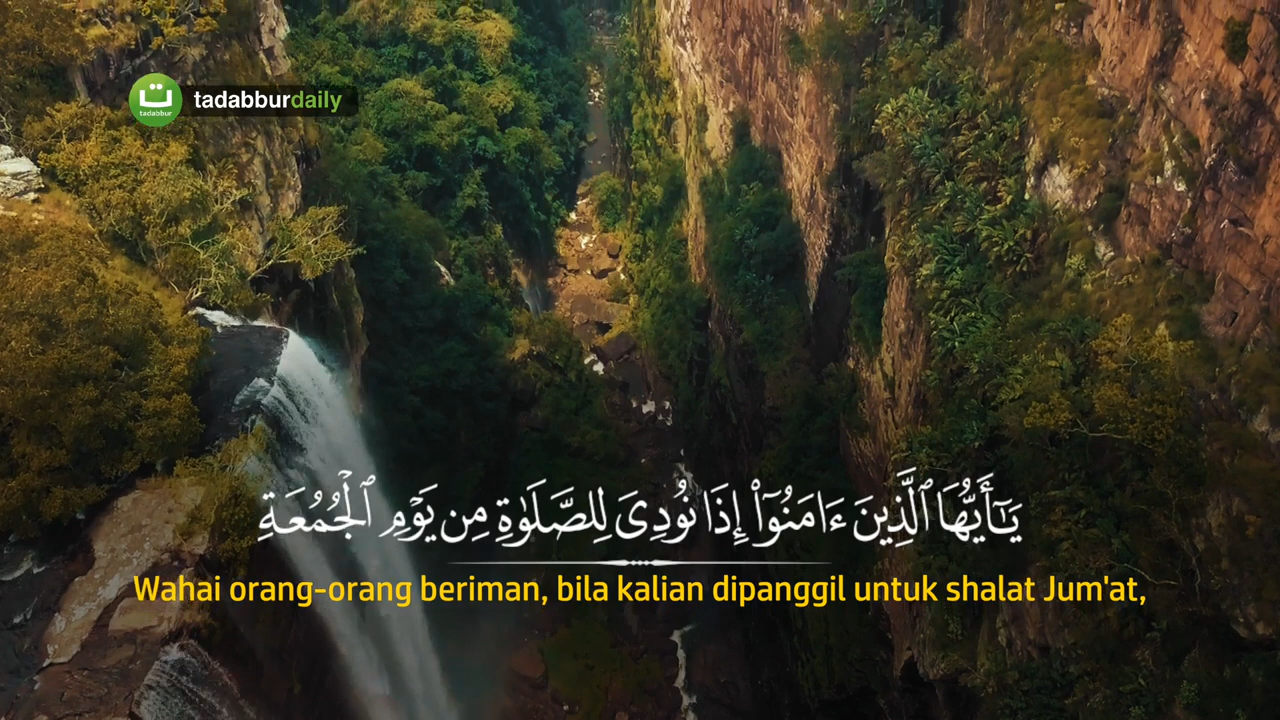 ت
tadabbur
tadabburdaily
يَـٰٓأَيُّهَا ٱلَّذِينَ ءَامَنُوٓا۟ إِذَا نُودِىَ لِلصَّلَوٰةِ مِن يَوْمِ ٱلْجُمُعَةِ
Wahai orang-orang beriman, bila kalian dipanggil untuk shalat Jum'at,